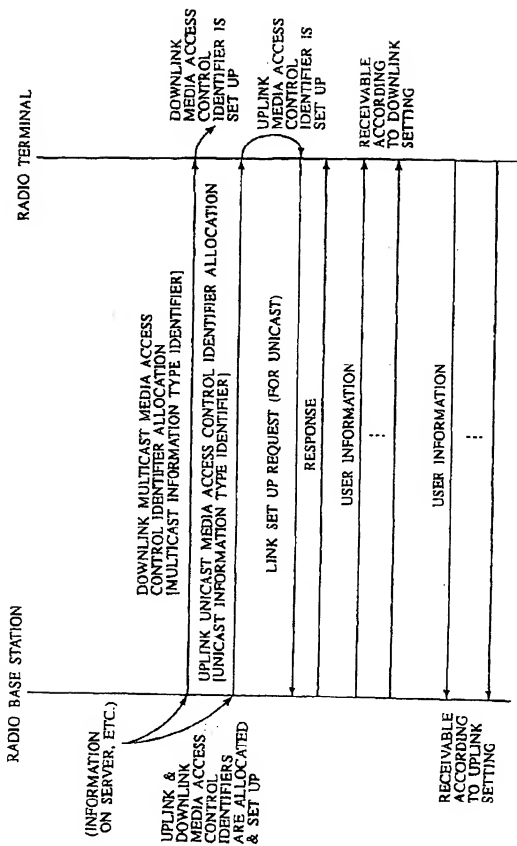 RADIO BASE STATION
RADIO TERMINAL
(INFORMATION
ON SERVER, ETC.)
UPLINK &
DOWNLINK
MEDIA ACCESS
CONTROL
IDENTIFIERS
ARE ALLOCATED
& SET UP
DOWNLINK MULTICAST MEDIA ACCESS
CONTROL IDENTIFIER ALLOCATION
[MULTICAST INFORMATION TYPE IDENTIFIER]
DOWNLINK
MEDIA ACCESS
CONTROL
IDENTIFIER IS
SET UP
UPLINK UNICAST MEDIA ACCESS CONTROL IDENTIFIER ALLOCATION
[UNICAST INFORMATION TYPE IDENTIFIER]
UPLINK
MEDIA ACCESS
CONTROL
IDENTIFIER IS
SET UP
LINK SET UP REQUEST (FOR UNICAST)
RESPONSE
USER INFORMATION
⋮
RECEIVABLE
ACCORDING
TO DOWNLINK
SETTING
USER INFORMATION
⋮
RECEIVABLE
ACCORDING
TO UPLINK
SETTING